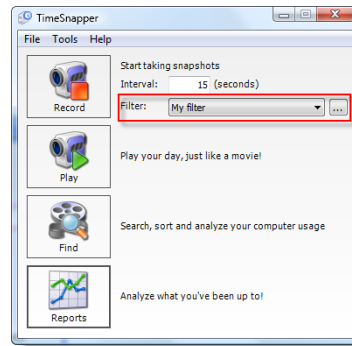 TimeSnapper
File Tools Help
Start taking snapshots
Interval: 15 (seconds)
Record
Filter: My filter ...
Play your day, just like a movie!
Play
Search, sort and analyze your computer usage
Find
Analyze what you've been up to!
Reports